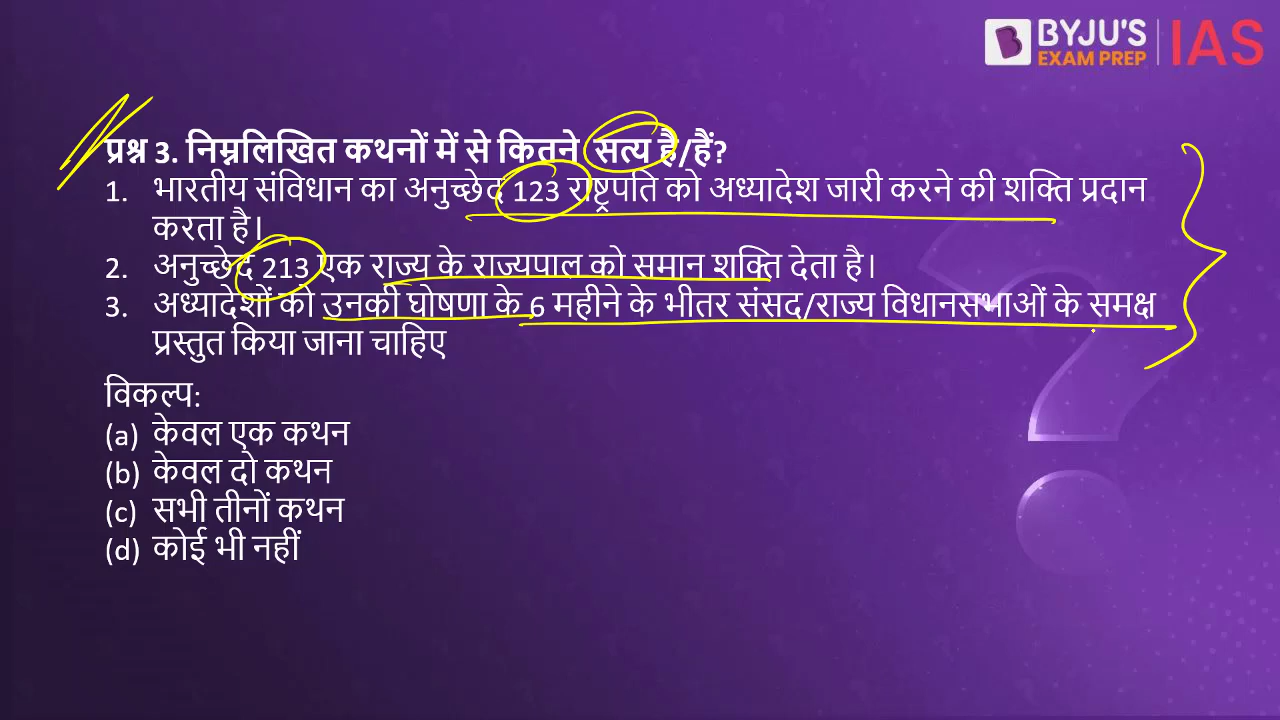 BYJU'S IAS
EXAM PREP
प्रश्न 3. निम्नलिखित कथनों में से कितने सत्य है/हैं?
1. भारतीय संविधान का अनुच्छेद 123 राष्ट्रपति को अध्यादेश जारी करने की शक्ति प्रदान
करता है।
2. अनुच्छेद 213 एक राज्य के राज्यपाल को समान शक्ति देता है।
3. अध्यादेशों को उनकी घोषणा के 6 महीने के भीतर संसद/राज्य विधानसभाओं के समक्ष
प्रस्तुत किया जाना चाहिए
विकल्प:
(a) केवल एक कथन
(b) केवल दो कथन
(c) सभी तीनों कथन
(d) कोई भी नहीं